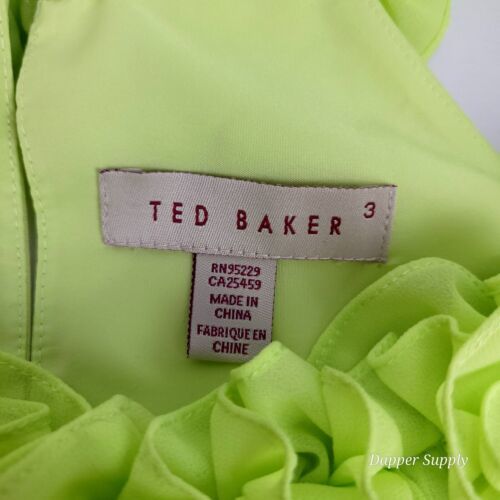 TED BAKER 3
RN95229
CA25459
MADE IN
CHINA
FABRIQUE EN
CHINE
Dapper Supply